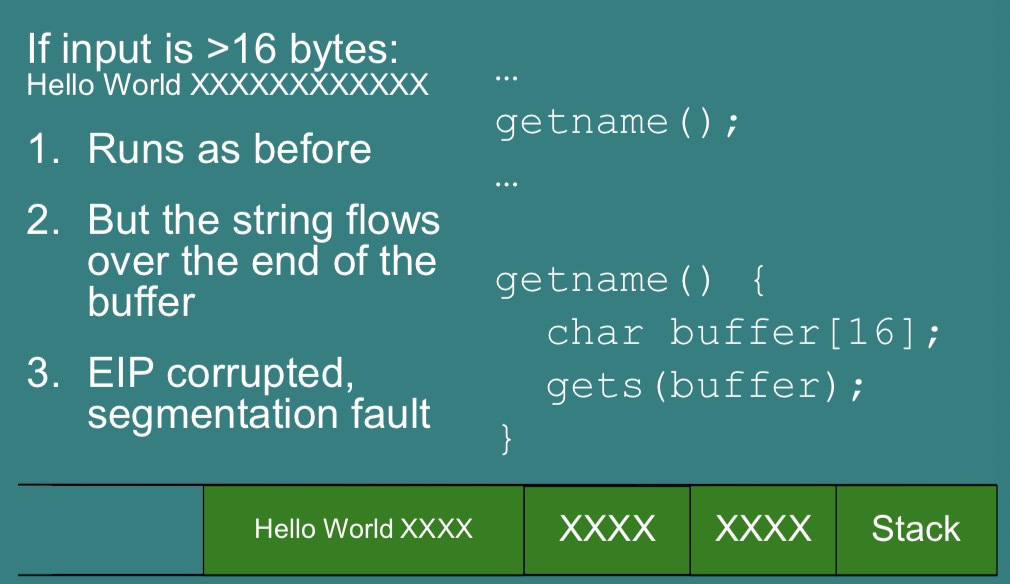 If input is >16 bytes:
Hello World XXXXXXXXXXXX
1. Runs as before
2. But the string flows
over the end of the
buffer
3. EIP corrupted,
segmentation fault
…
getname();
…
getname() {
char buffer[16];
gets(buffer);
}
Hello World XXXX
XXXX
XXXX
Stack